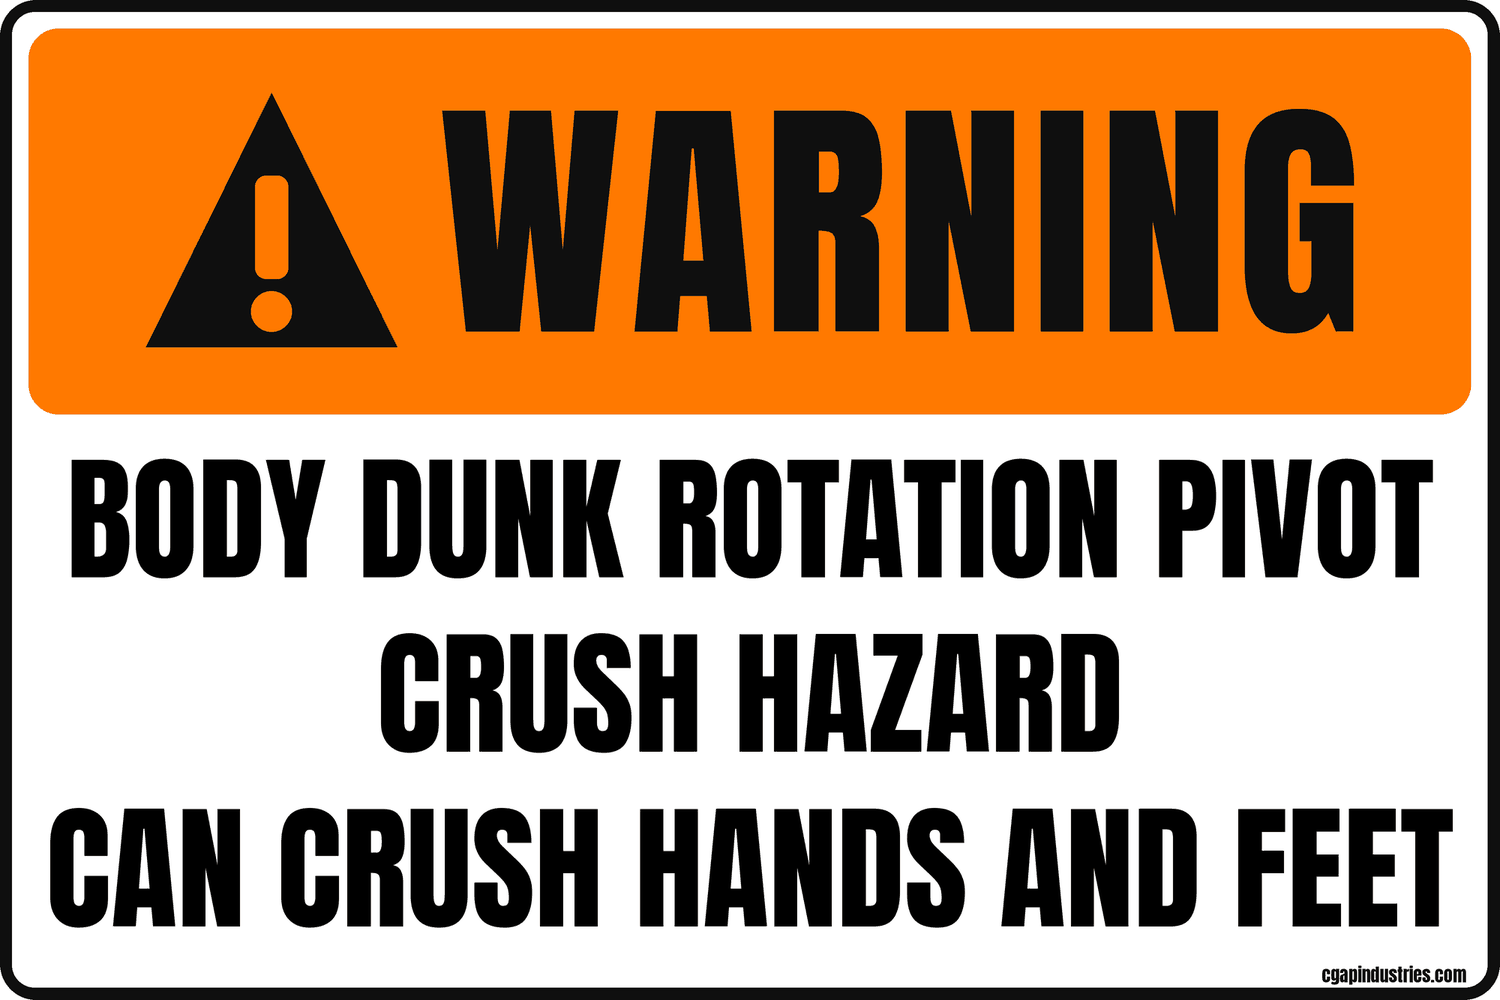 WARNING
BODY DUNK ROTATION PIVOT
CRUSH HAZARD
CAN CRUSH HANDS AND FEET
cgapindustries.com